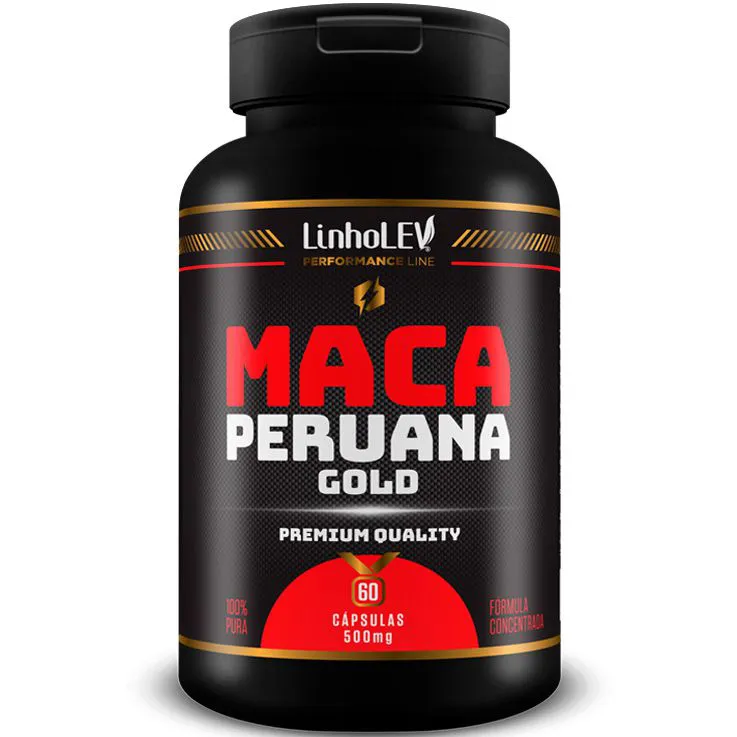 LinhoLEV
PERFORMANCE LINE
MACA
PERUANA
GOLD
PREMIUM QUALITY
60
CÁPSULAS
500mg
100%
PURA
FÓRMULA
CONCENTRADA